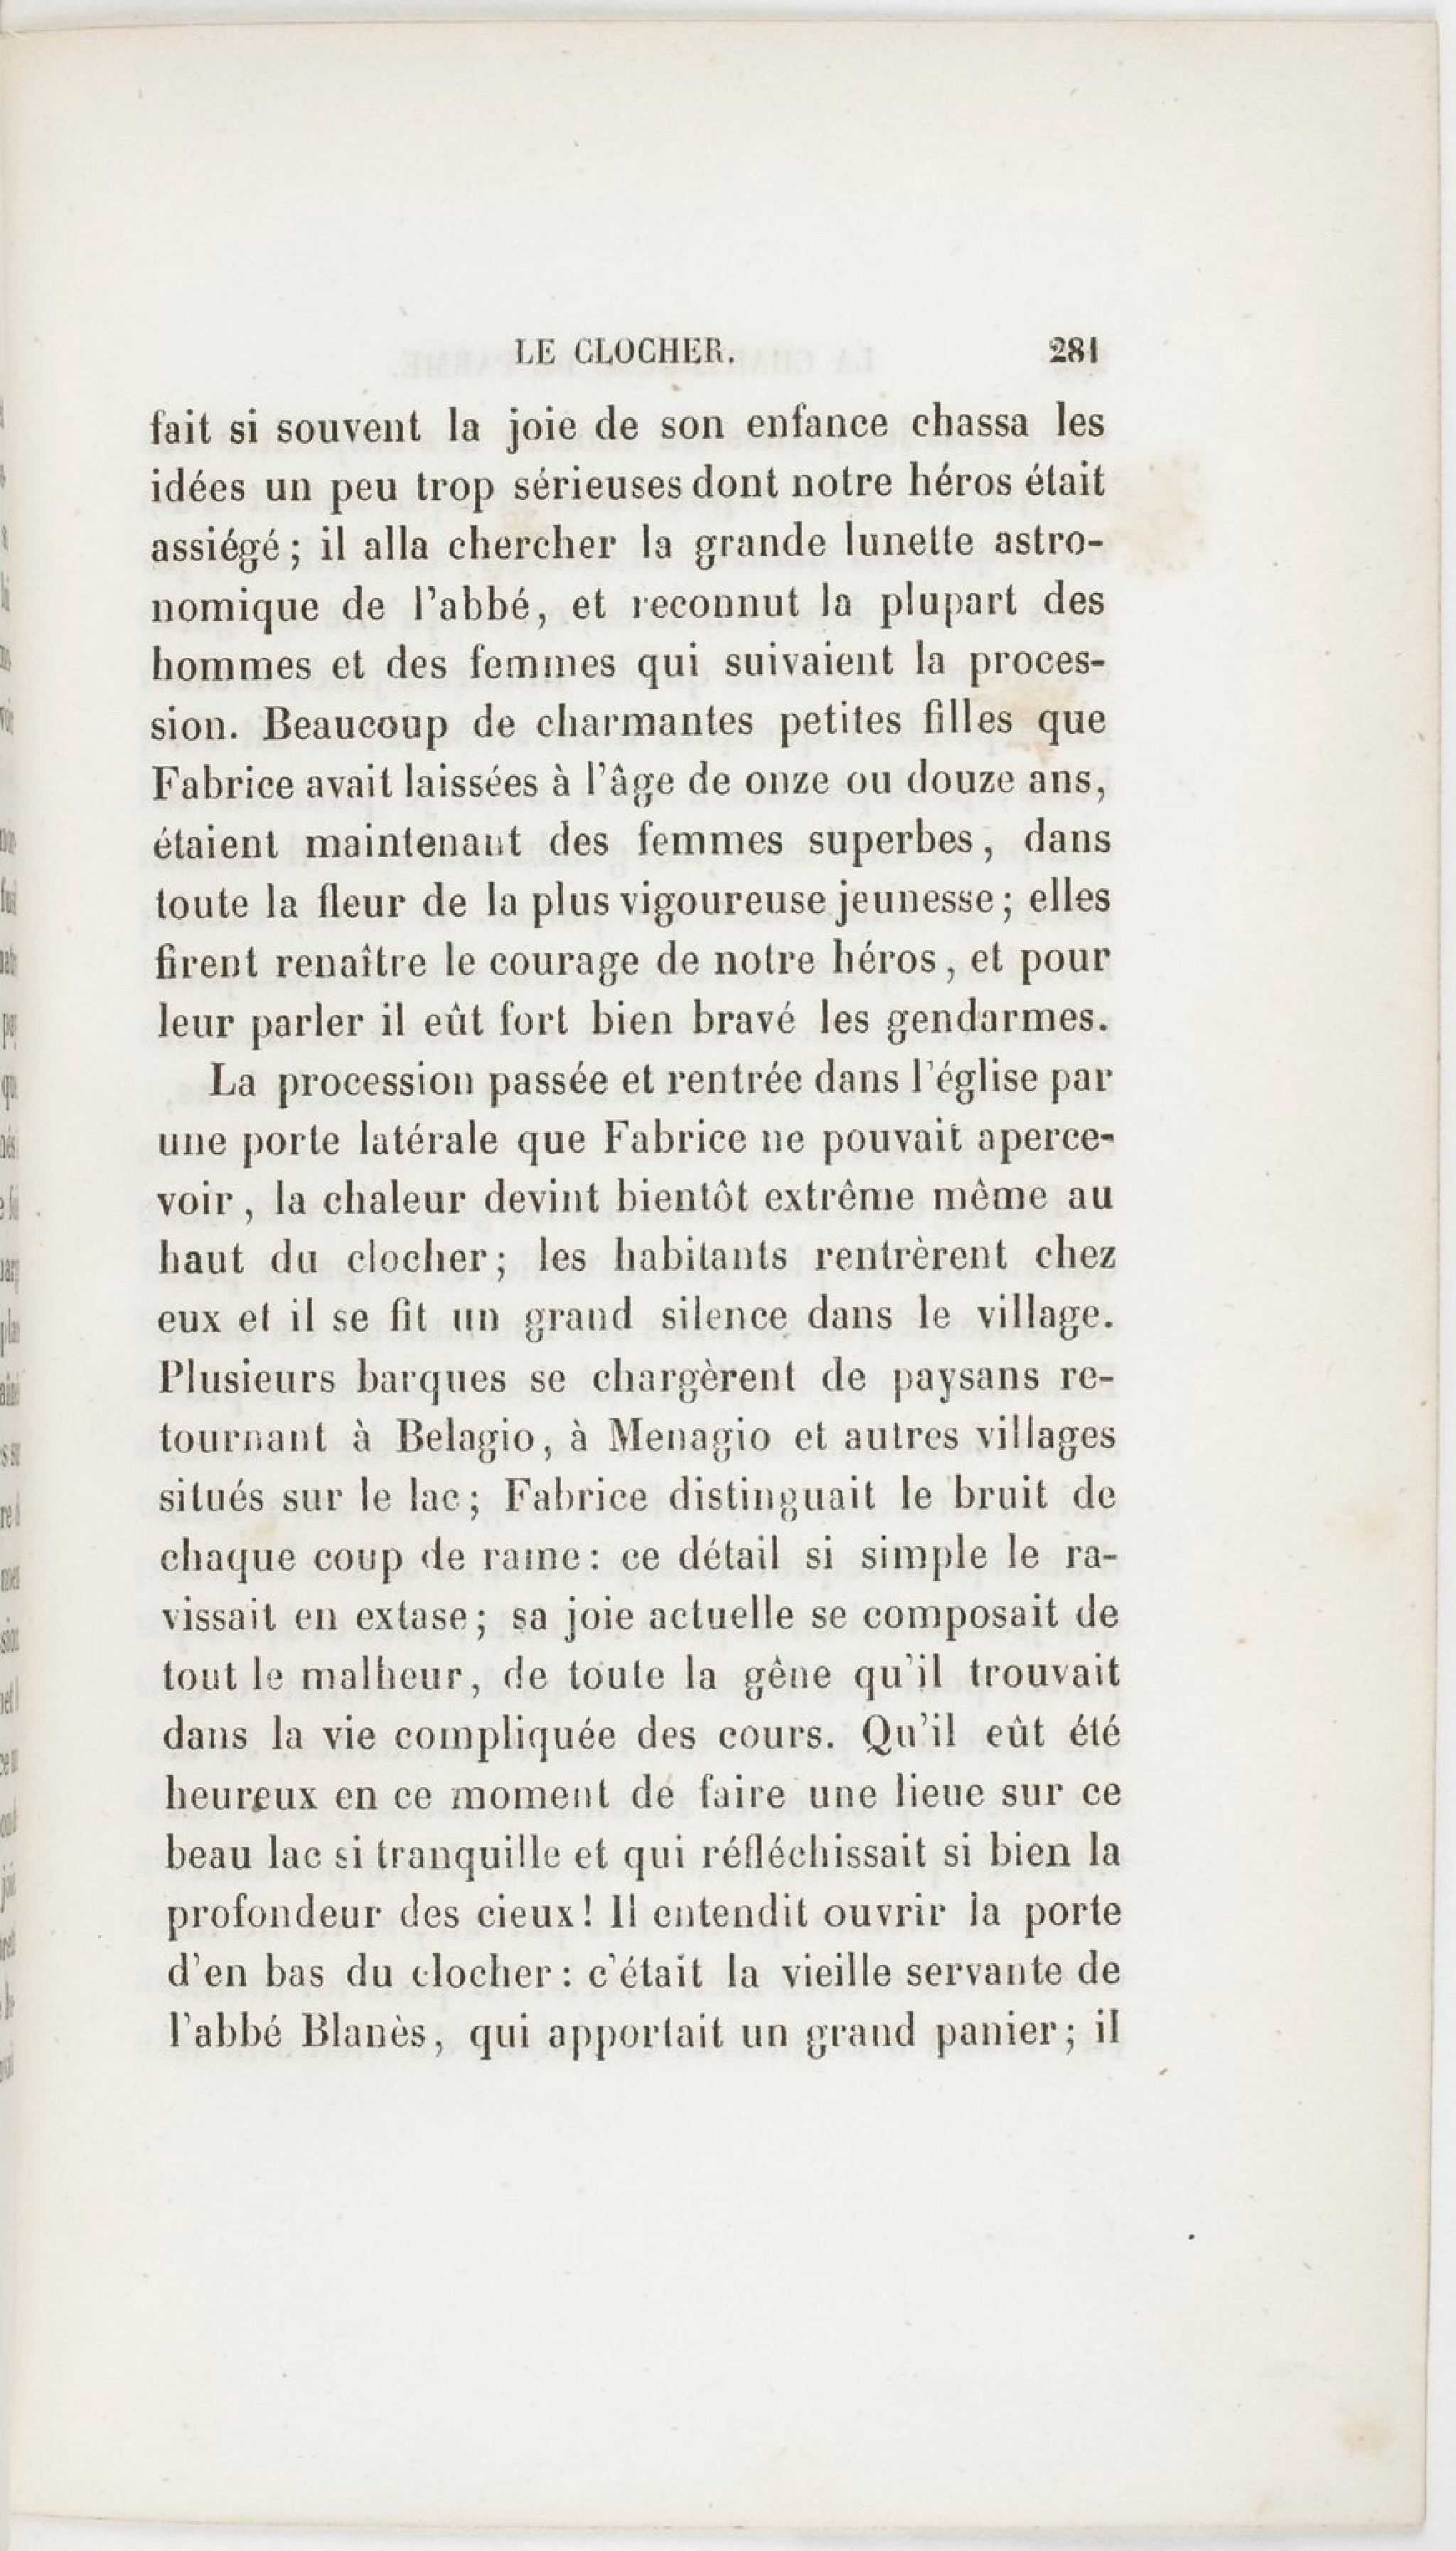 LE CLOCHER. 281
fait si souvent la joie de son enfance chassa les
idées un peu trop sérieuses dont notre héros était
assiégé ; il alla chercher la grande lunette astro-
nomique de l'abbé, et reconnut la plupart des
hommes et des femmes qui suivaient la proces-
sion. Beaucoup de charmantes petites filles que
Fabrice avait laissées à l'âge de onze ou douze ans,
étaient maintenant des femmes superbes, dans
toute la fleur de la plus vigoureuse jeunesse ; elles
firent renaître le courage de notre héros, et pour
leur parler il eût fort bien bravé les gendarmes.
La procession passée et rentrée dans l'église par
une porte latérale que Fabrice ne pouvait aperce-
voir, la chaleur devint bientôt extrême même au
haut du clocher ; les habitants rentrèrent chez
eux et il se fit un grand silence dans le village.
Plusieurs barques se chargèrent de paysans re-
tournant à Belagio, à Menagio et autres villages
situés sur le lac ; Fabrice distinguait le bruit de
chaque coup de rame : ce détail si simple le ra-
vissait en extase ; sa joie actuelle se composait de
tout le malheur, de toute la gêne qu'il trouvait
dans la vie compliquée des cours. Qu'il eût été
heureux en ce moment de faire une lieue sur ce
beau lac si tranquille et qui réfléchissait si bien la
profondeur des cieux ! Il entendit ouvrir la porte
d'en bas du clocher : c'était la vieille servante de
l'abbé Blanès, qui apportait un grand panier ; il